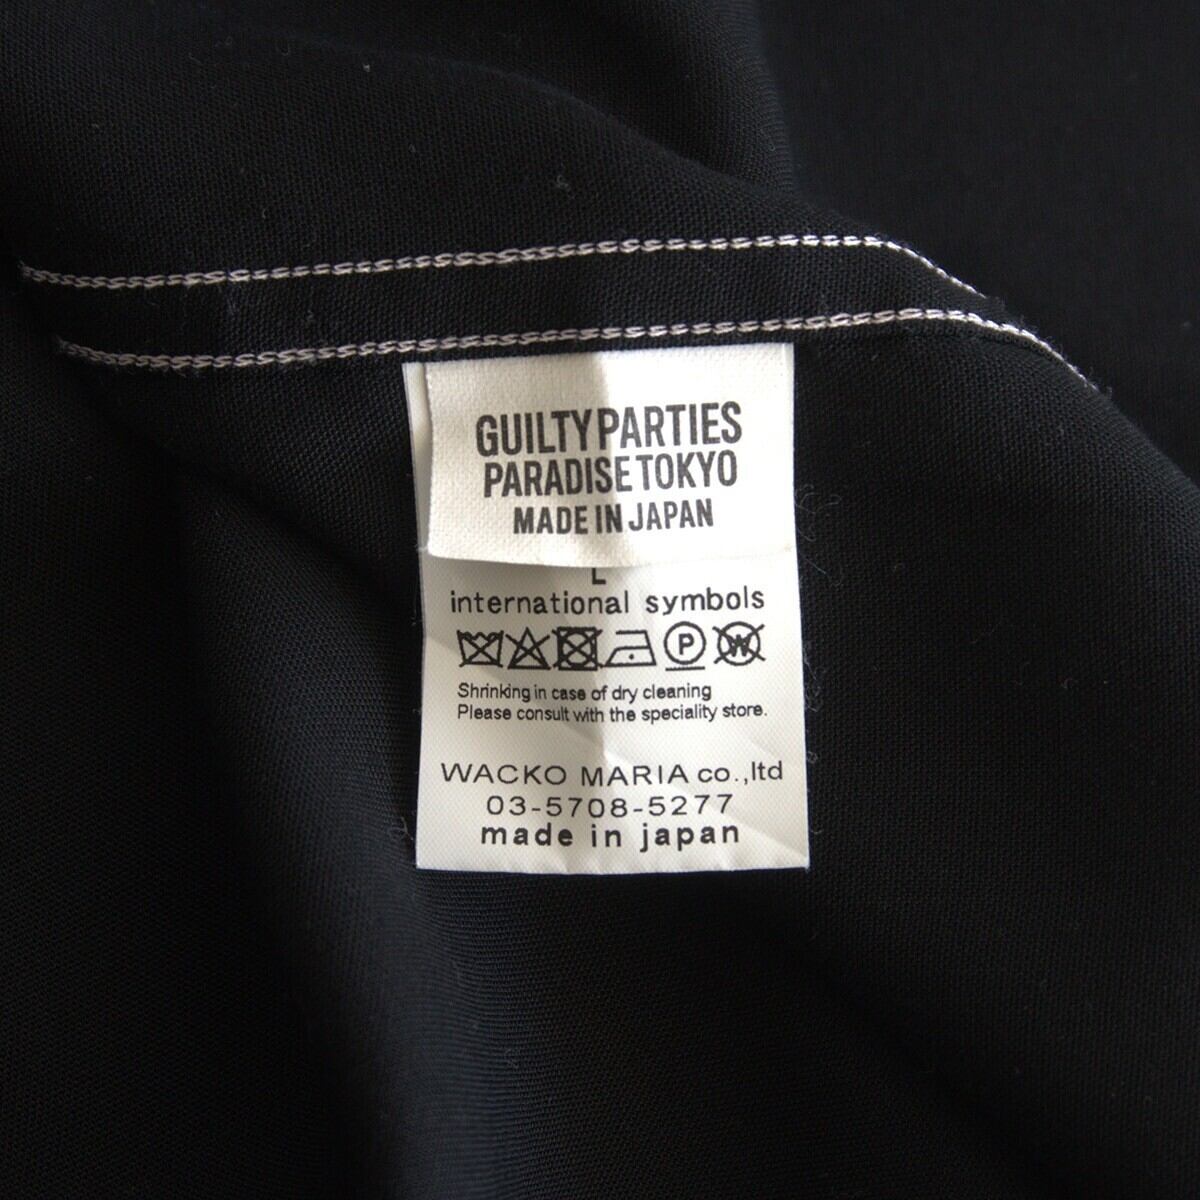 GUILTY PARTIES
PARADISE TOKYO
MADE IN JAPAN
L
international symbols
P
W
Shrinking in case of dry cleaning
Please consult with the speciality store.
WACKO MARIA co.,ltd
03-5708-5277
made in japan